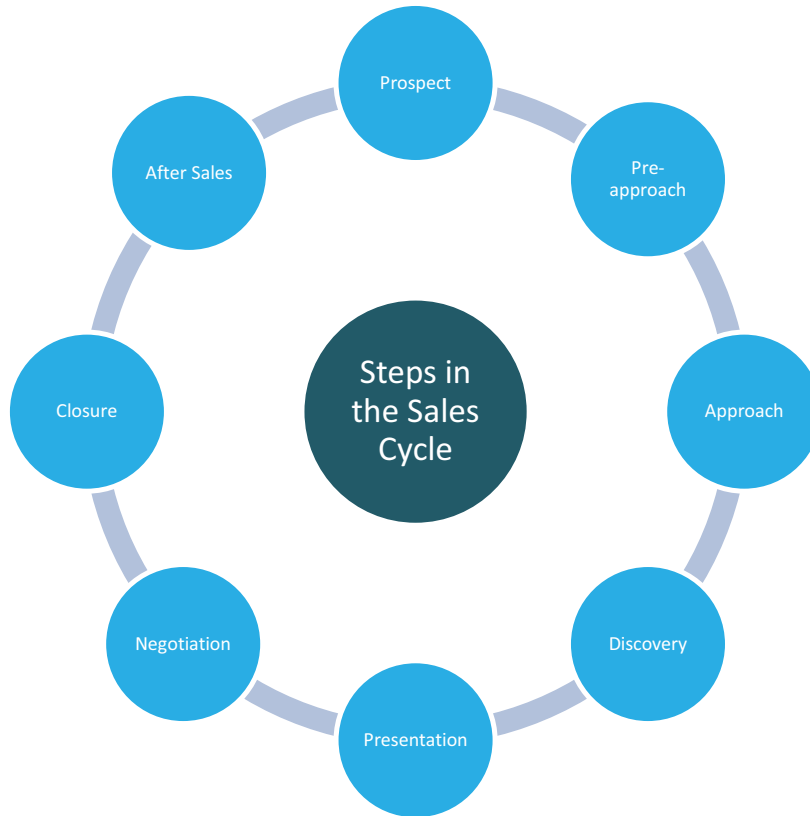 Prospect
Pre-
approach
Approach
Discovery
Presentation
Negotiation
Closure
After Sales
Steps in
the Sales
Cycle